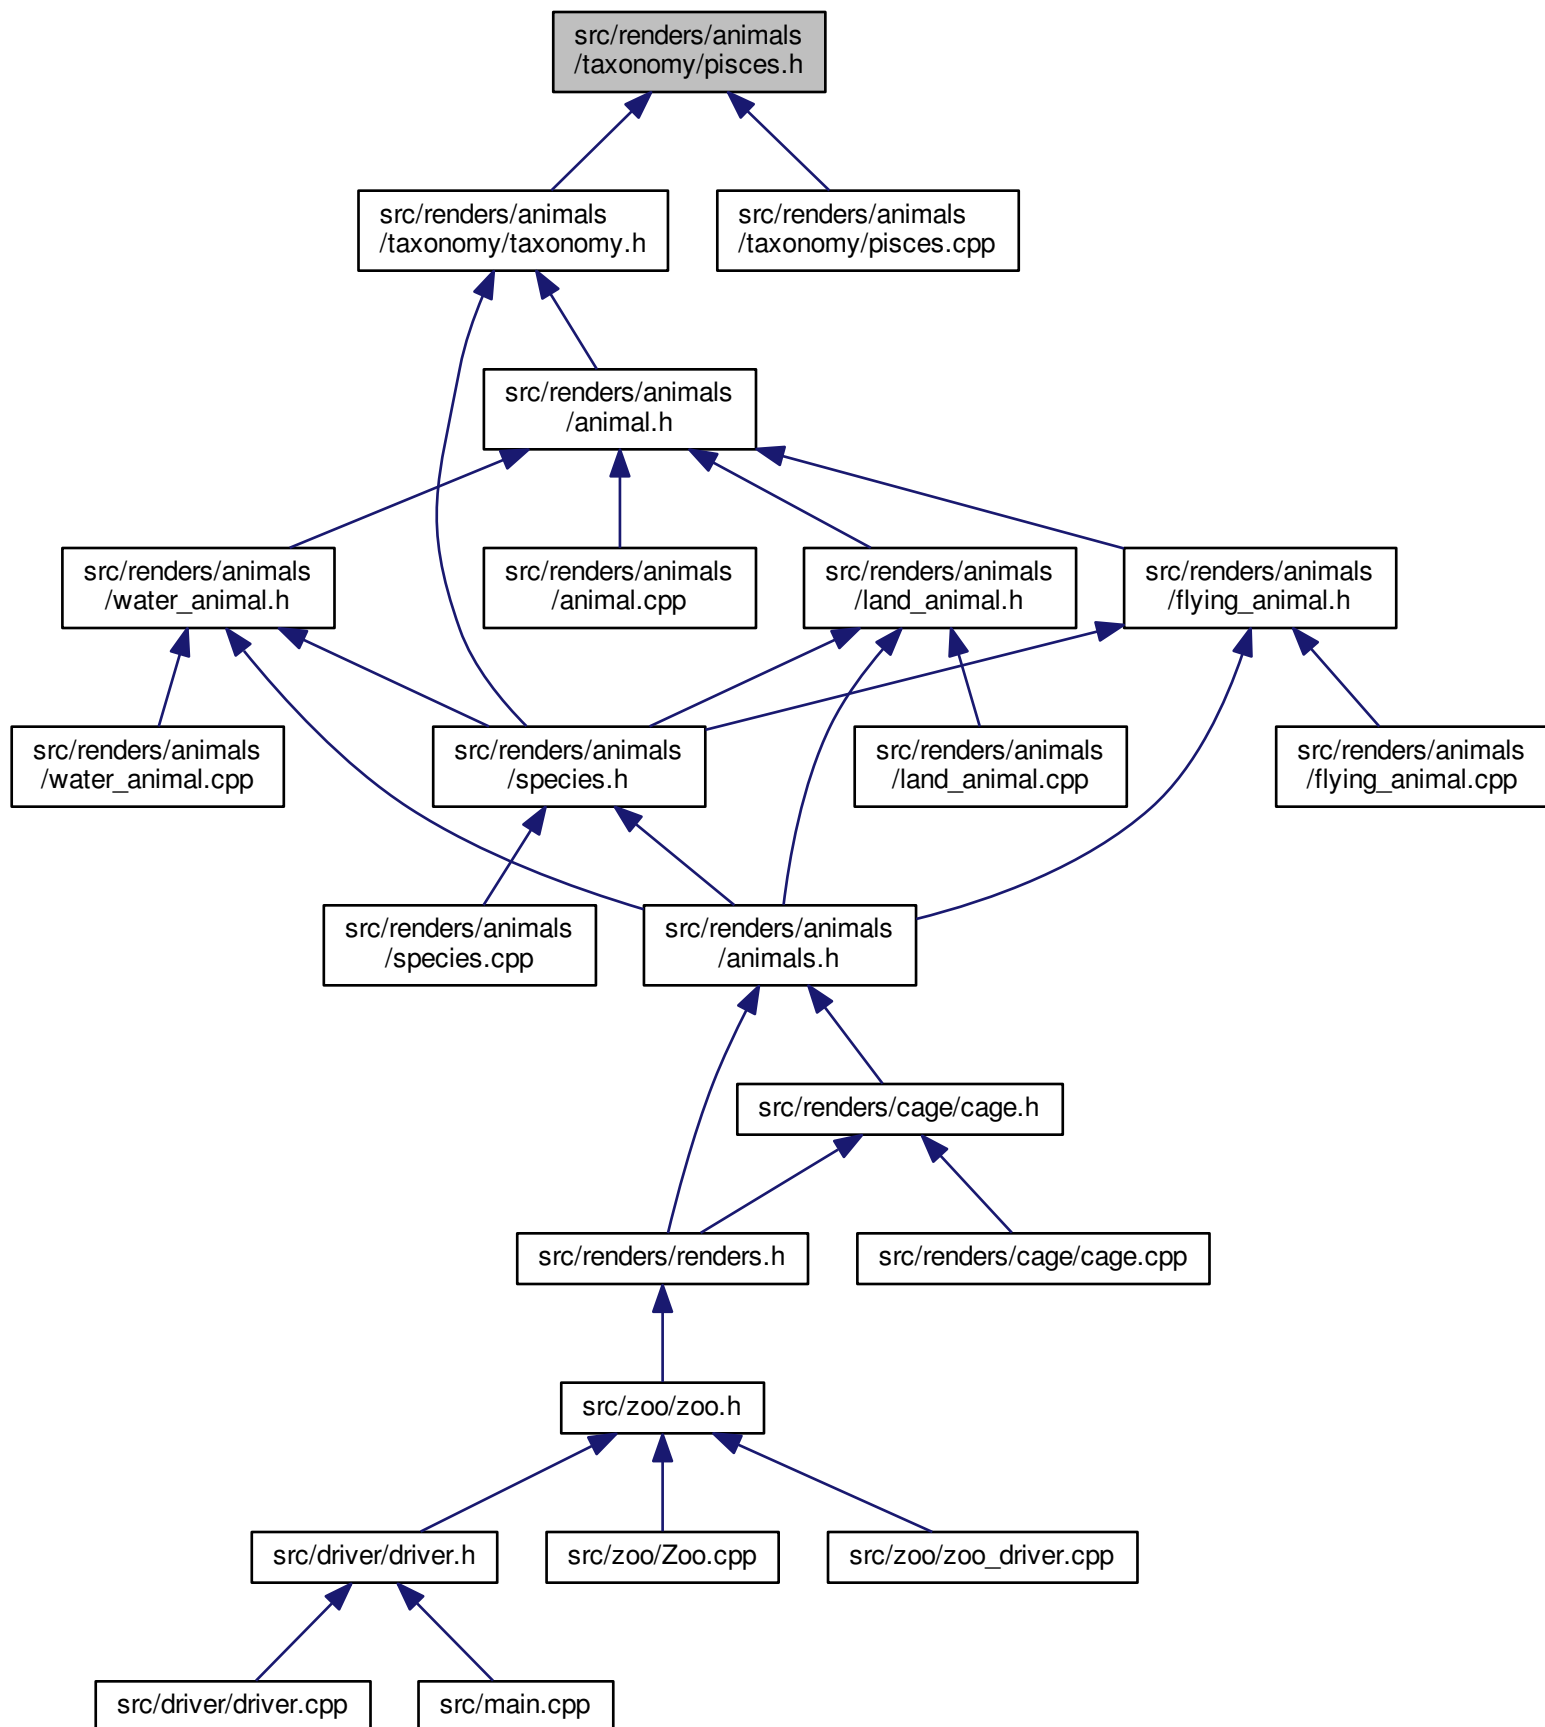 src/renders/animals
/taxonomy/pisces.h
src/renders/animals
/taxonomy/taxonomy.h
src/renders/animals
/taxonomy/pisces.cpp
src/renders/animals
/animal.h
src/renders/animals
/water_animal.h
src/renders/animals
/animal.cpp
src/renders/animals
/land_animal.h
src/renders/animals
/flying_animal.h
src/renders/animals
/water_animal.cpp
src/renders/animals
/species.h
src/renders/animals
/land_animal.cpp
src/renders/animals
/flying_animal.cpp
src/renders/animals
/species.cpp
src/renders/animals
/animals.h
src/renders/cage/cage.h
src/renders/renders.h
src/renders/cage/cage.cpp
src/zoo/zoo.h
src/driver/driver.h
src/zoo/Zoo.cpp
src/zoo/zoo_driver.cpp
src/driver/driver.cpp
src/main.cpp